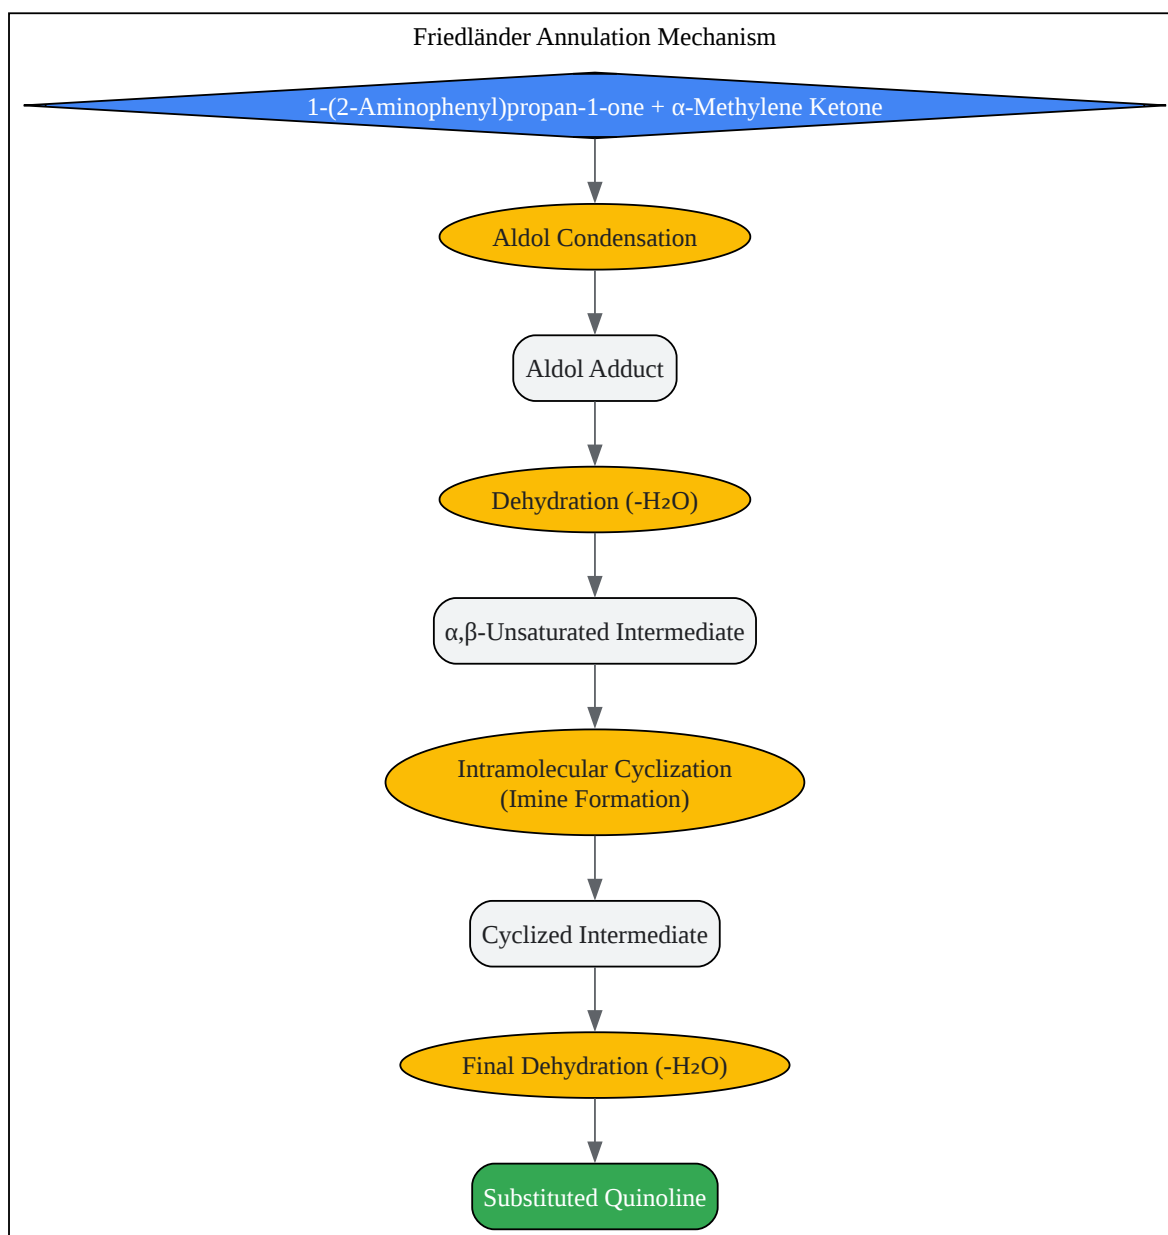 Friedländer Annulation Mechanism
1-(2-Aminophenyl)propan-1-one + α-Methylene Ketone
Aldol Condensation
Aldol Adduct
Dehydration (-H₂O)
α,β-Unsaturated Intermediate
Intramolecular Cyclization
(Imine Formation)
Cyclized Intermediate
Final Dehydration (-H₂O)
Substituted Quinoline